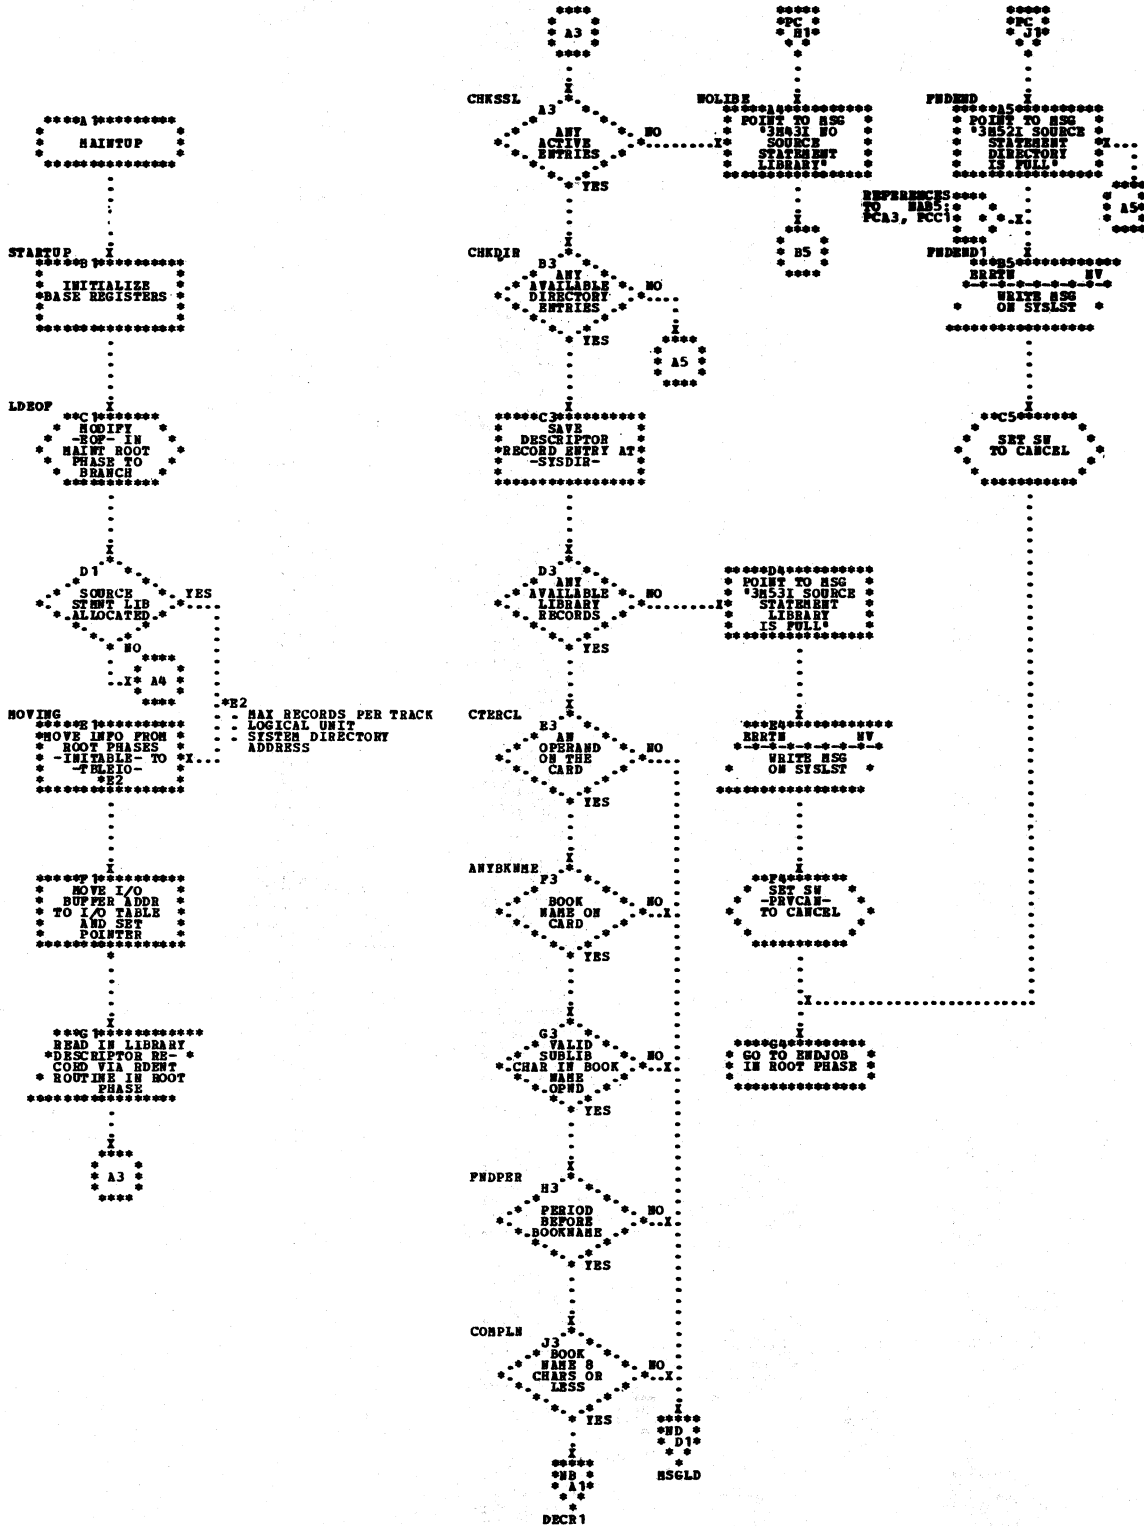 A1
MAINTUP
STARTUP
B1
INITIALIZE
BASE REGISTERS
LDEOF
C1
MODIFY
-EOF- IN
MAINT ROOT
PHASE TO
BRANCH
D1
SOURCE
STMNT LIB
ALLOCATED
YES
NO
A4
*E2
MAX RECORDS PER TRACK
LOGICAL UNIT
SYSTEM DIRECTORY
ADDRESS
MOVING
E1
MOVE INFO FROM
ROOT PHASES
-INITABLE- TO
-TBLEIO-
*E2
F1
MOVE I/O
BUFFER ADDR
TO I/O TABLE
AND SET
POINTER
G1
READ IN LIBRARY
DESCRIPTOR RE-
CORD VIA RDENT
ROUTINE IN ROOT
PHASE
A3
A3
CHKSSL
A3
ANY
ACTIVE
ENTRIES
NO
YES
CHKDIR
B3
ANY
AVAILABLE
DIRECTORY
ENTRIES
NO
YES
A5
C3
SAVE
DESCRIPTOR
RECORD ENTRY AT
-SYSDIR-
D3
ANY
AVAILABLE
LIBRARY
RECORDS
NO
YES
CTERCL
E3
AN
OPERAND
ON THE
CARD
NO
YES
ANYBKNME
F3
BOOK
NAME ON
CARD
NO
YES
G3
VALID
SUBLIB
CHAR IN BOOK
NAME
OPND
NO
YES
FNDPER
H3
PERIOD
BEFORE
BOOKNAME
NO
YES
COMPLN
J3
BOOK
NAME 8
CHARS OR
LESS
NO
YES
NB
A1
DECR1
ND
D1
MSGLD
PC
H1
NOLIBE
A4
POINT TO MSG
'3M43I NO
SOURCE
STATEMENT
LIBRARY'
B5
D4
POINT TO MSG
'3M53I SOURCE
STATEMENT
LIBRARY
IS FULL'
E4
ERRTN NV
WRITE MSG
ON SYSLST
F4
SET SW
-PRVCAN-
TO CANCEL
G4
GO TO ENDJOB
IN ROOT PHASE
PC
J1
FNDEND
A5
POINT TO MSG
'3M52I SOURCE
STATEMENT
DIRECTORY
IS FULL'
A5
REFERENCES
TO NAB5:
PCA3, PCC1
FNDEND1
B5
ERRTN NV
WRITE MSG
ON SYSLST
C5
SET SW
TO CANCEL